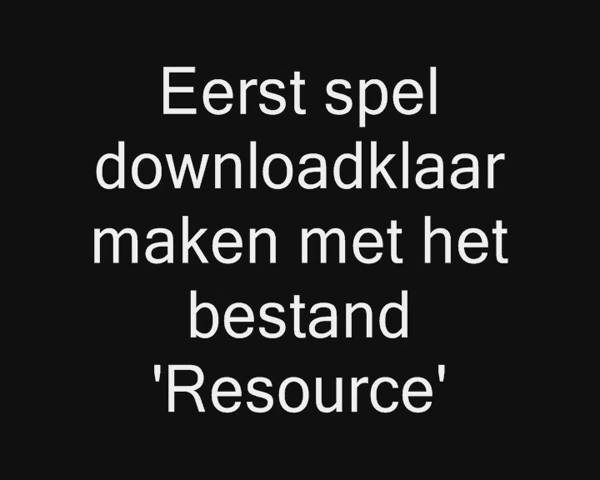 Eerst spel
downloadklaar
maken met het
bestand
'Resource'